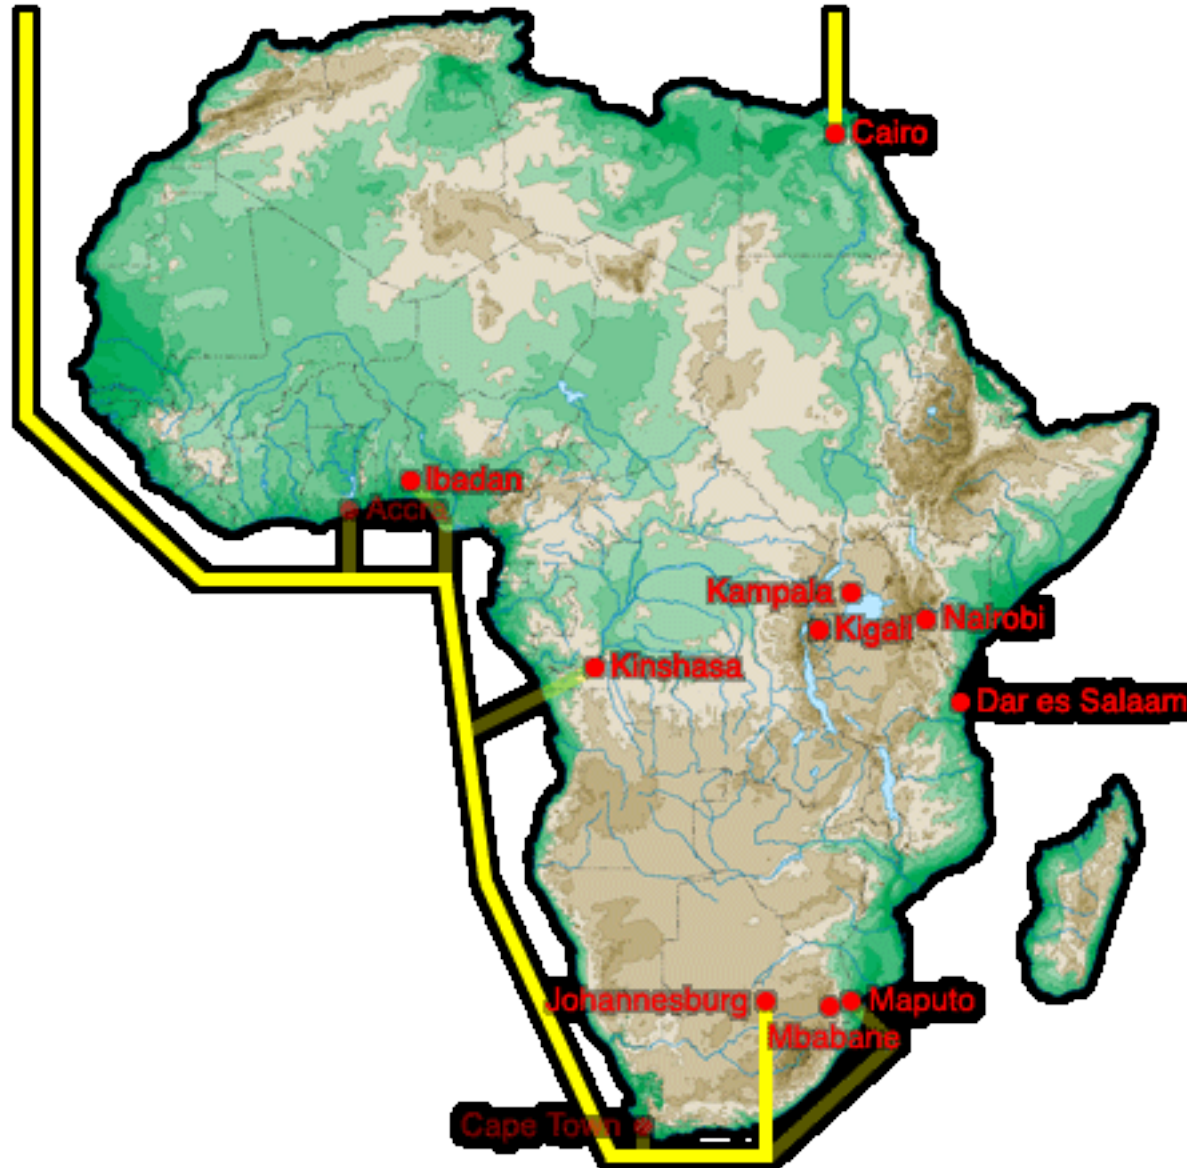 Cairo
Ibadan
Accra
Kampala
Nairobi
Kigali
Kinshasa
Dar es Salaam
Johannesburg
Maputo
Mbabane
Cape Town